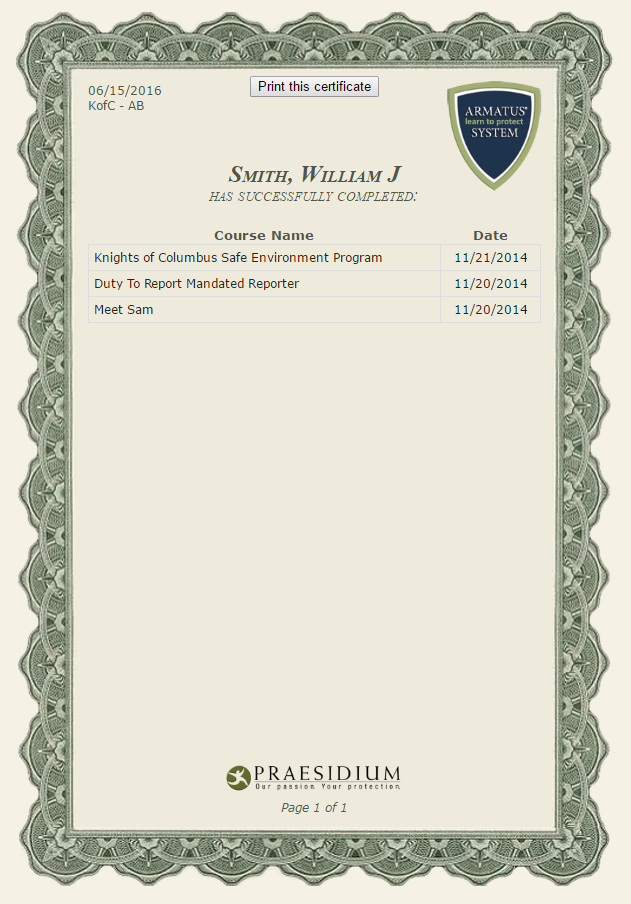 06/15/2016
KofC - AB
Print this certificate
ARMATUS®
learn to protect
SYSTEM
Smith, William J
has successfully completed:
Course Name Date
Knights of Columbus Safe Environment Program 11/21/2014
Duty To Report Mandated Reporter 11/20/2014
Meet Sam 11/20/2014
PRAESIDIUM
Our passion. Your protection.
Page 1 of 1